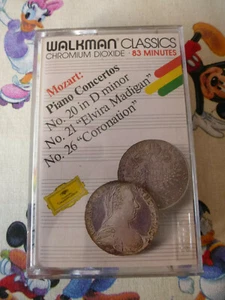 WALKMAN CLASSICS
CHROMIUM DIOXIDE · 83 MINUTES
Mozart:
Piano Concertos
No. 20 in D minor
No. 21 "Elvira Madigan"
No. 26 "Coronation"